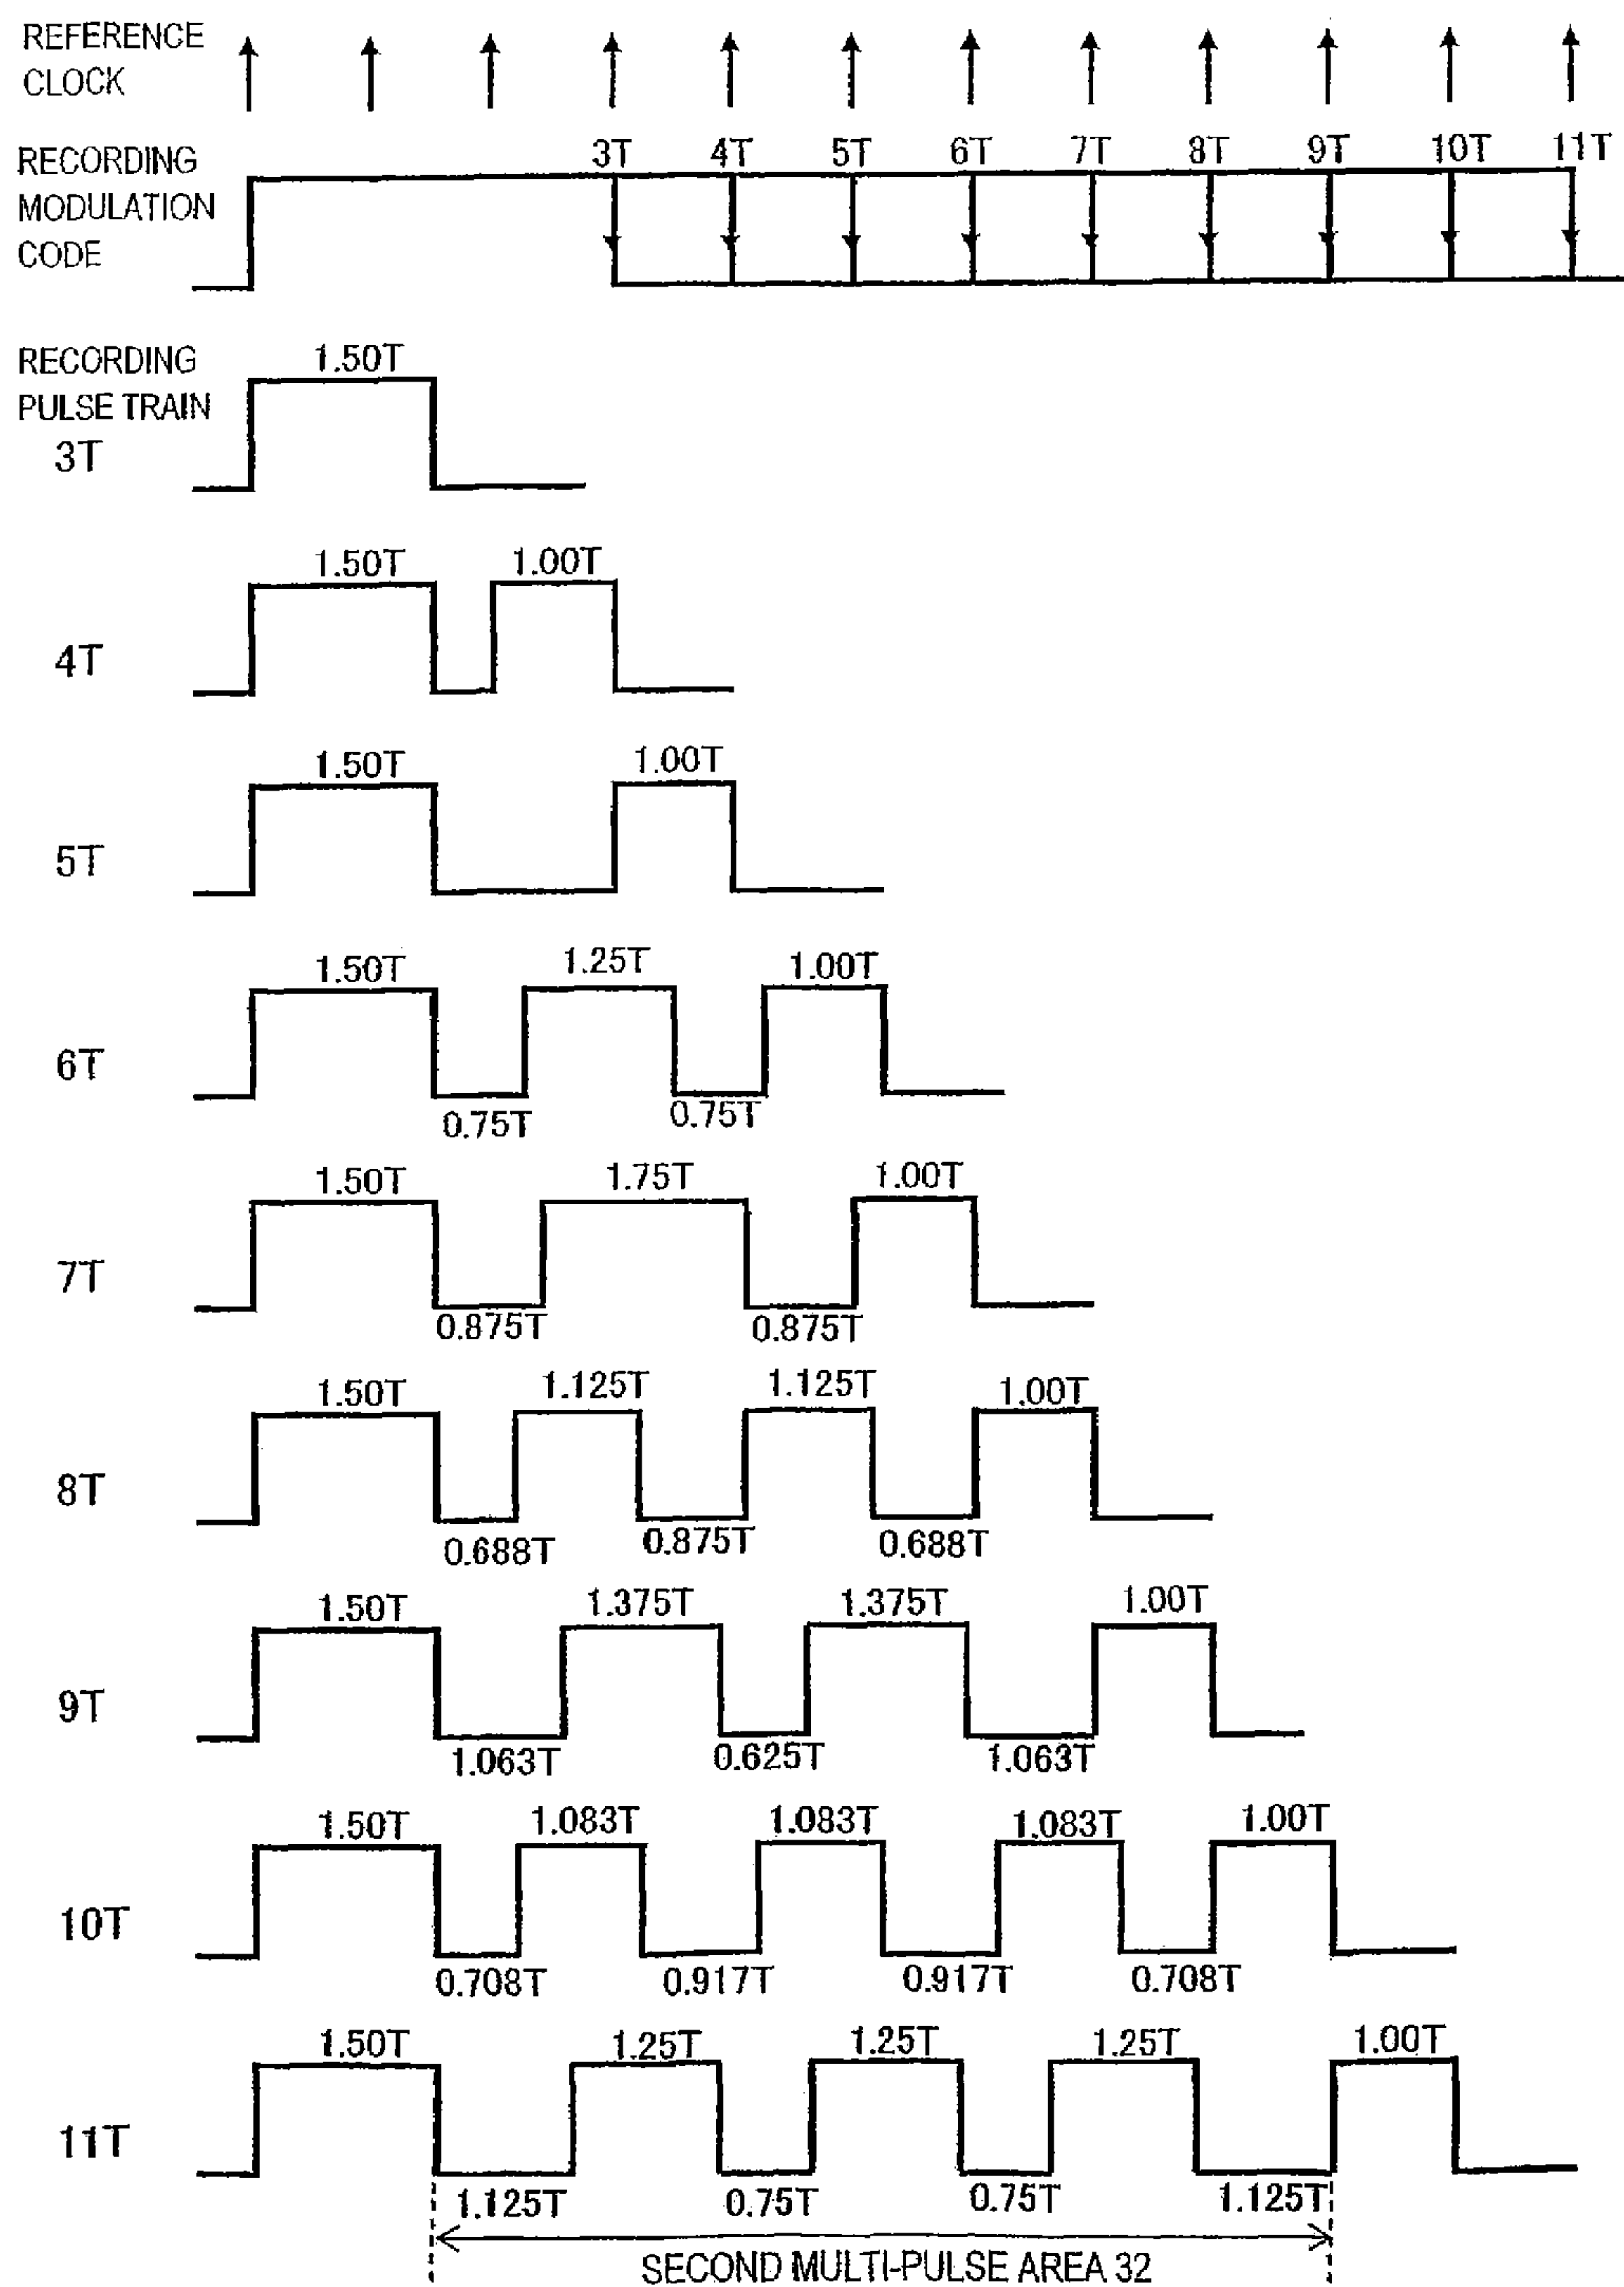 REFERENCE
CLOCK
RECORDING
MODULATION
CODE
3T 4T 5T 6T 7T 8T 9T 10T 11T
RECORDING
PULSE TRAIN
1.50T
3T
1.50T 1.00T
4T
1.50T 1.00T
5T
1.50T 1.25T 1.00T
6T
0.75T 0.75T
1.50T 1.75T 1.00T
7T
0.875T 0.875T
1.50T 1.125T 1.125T 1.00T
8T
0.688T 0.875T 0.688T
1.50T 1.375T 1.375T 1.00T
9T
1.063T 0.625T 1.063T
1.50T 1.083T 1.083T 1.083T 1.00T
10T
0.708T 0.917T 0.917T 0.708T
1.50T 1.25T 1.25T 1.25T 1.00T
11T
1.125T 0.75T 0.75T 1.125T
SECOND MULTI-PULSE AREA 32